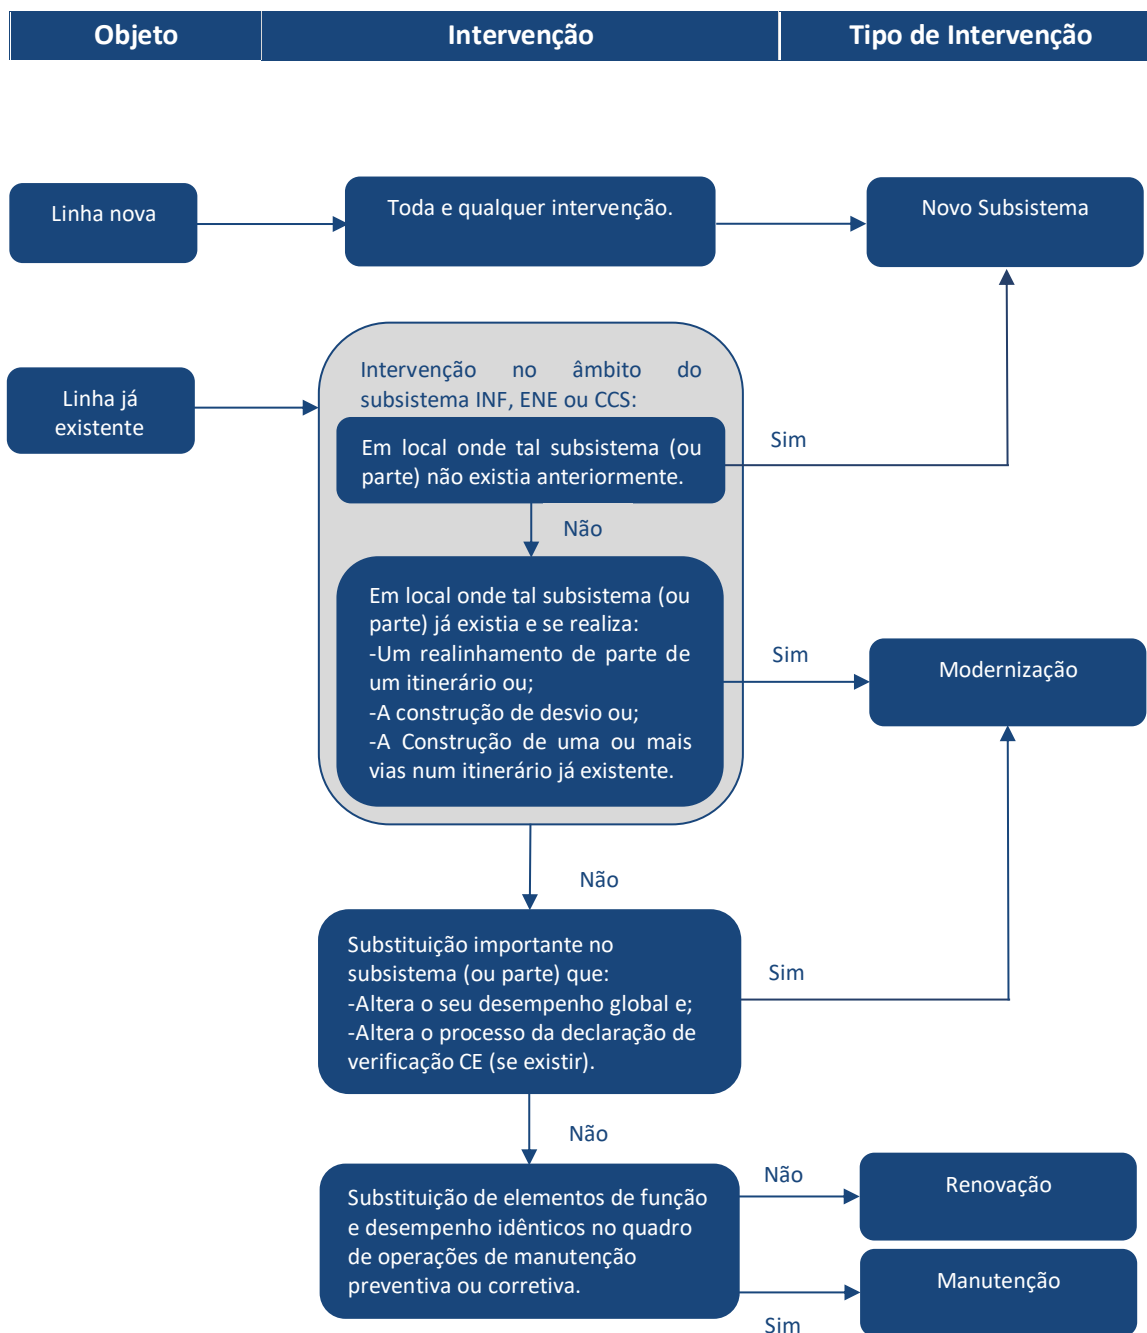 Objeto
Intervenção
Tipo de Intervenção
Linha nova
Toda e qualquer intervenção.
Novo Subsistema
Linha já
existente
Intervenção no âmbito do
subsistema INF, ENE ou CCS:
Em local onde tal subsistema (ou
parte) não existia anteriormente.
Sim
Não
Em local onde tal subsistema (ou
parte) já existia e se realiza:
-Um realinhamento de parte de
um itinerário ou;
-A construção de desvio ou;
-A Construção de uma ou mais
vias num itinerário já existente.
Sim
Modernização
Não
Substituição importante no
subsistema (ou parte) que:
-Altera o seu desempenho global e;
-Altera o processo da declaração de
verificação CE (se existir).
Sim
Não
Substituição de elementos de função
e desempenho idênticos no quadro
de operações de manutenção
preventiva ou corretiva.
Não
Renovação
Sim
Manutenção